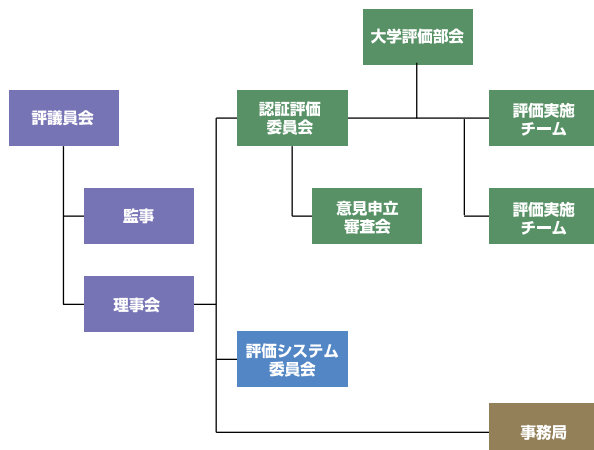 大学評価部会
評議員会
認証評価
委員会
評価実施
チーム
監事
意見申立
審査会
評価実施
チーム
理事会
評価システム
委員会
事務局